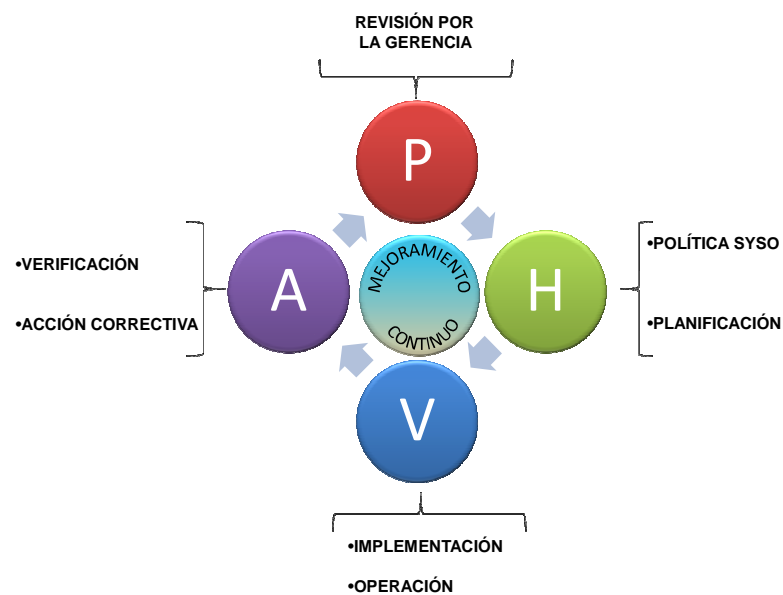 REVISIÓN POR
LA GERENCIA
P
•VERIFICACIÓN
•ACCIÓN CORRECTIVA
A
MEJORAMIENTO
CONTINUO
H
•POLÍTICA SYSO
•PLANIFICACIÓN
V
•IMPLEMENTACIÓN
•OPERACIÓN